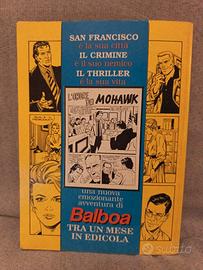 SAN FRANCISCO
è la sua città
IL CRIMINE
è il suo nemico
IL THRILLER
è la sua vita
MOHAWK
una nuova
emozionante
avventura di
Balboa
TRA UN MESE
IN EDICOLA
subito